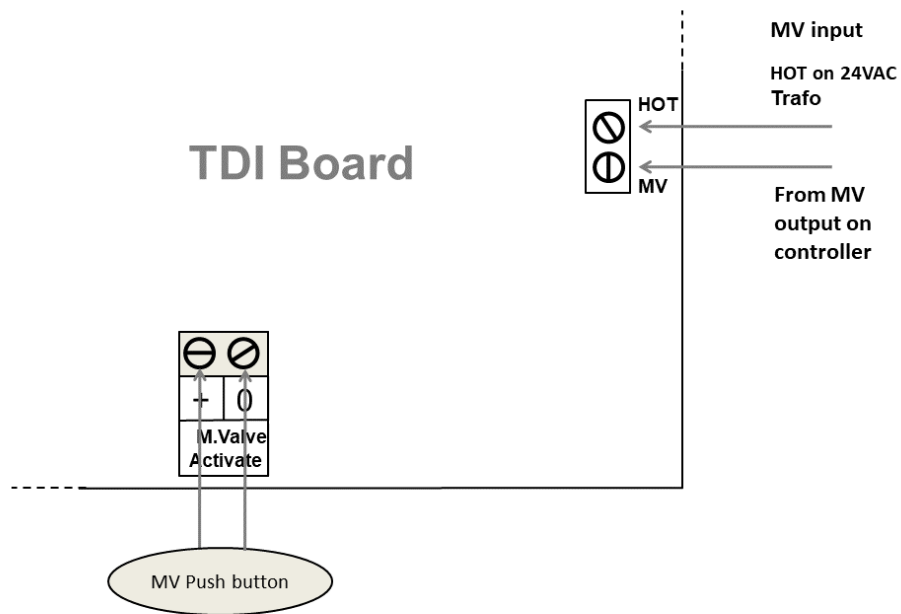 MV input
HOT on 24VAC
Trafo
HOT
TDI Board
MV
From MV
output on
controller
+ 0
M.Valve
Activate
MV Push button